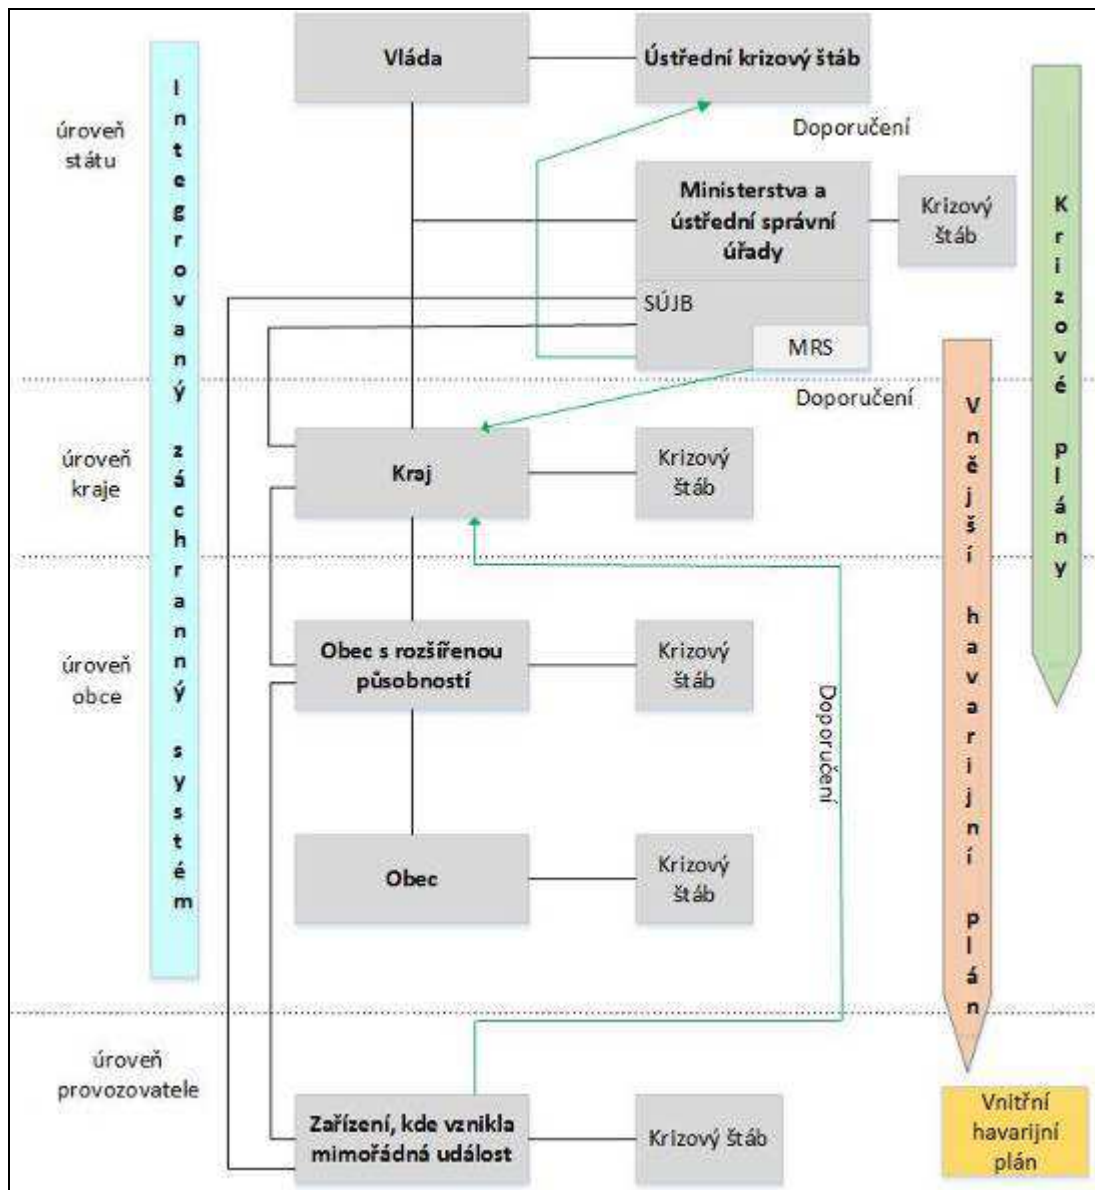 Vláda
Ústřední krizový štáb
úroveň
státu
Doporučení
Ministerstva a
ústřední správní
úřady
Krizový
štáb
SÚJB
MRS
Doporučení
úroveň
kraje
Kraj
Krizový
štáb
úroveň
obce
Obec s rozšířenou
působností
Krizový
štáb
Doporučení
Obec
Krizový
štáb
úroveň
provozovatele
Zařízení, kde vznikla
mimořádná událost
Krizový štáb
Integrovaný záchranný systém
Krizové plány
Vnější havarijní plán
Vnitřní
havarijní
plán